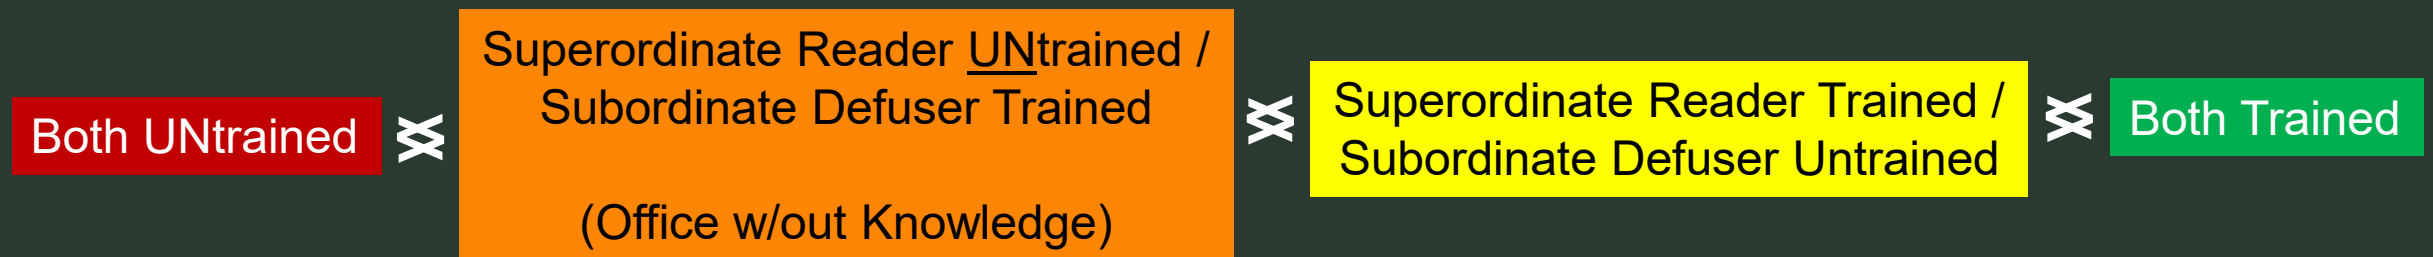 Both UNtrained
<<
Superordinate Reader UNtrained /
Subordinate Defuser Trained
(Office w/out Knowledge)
<<
Superordinate Reader Trained /
Subordinate Defuser Untrained
<<
Both Trained